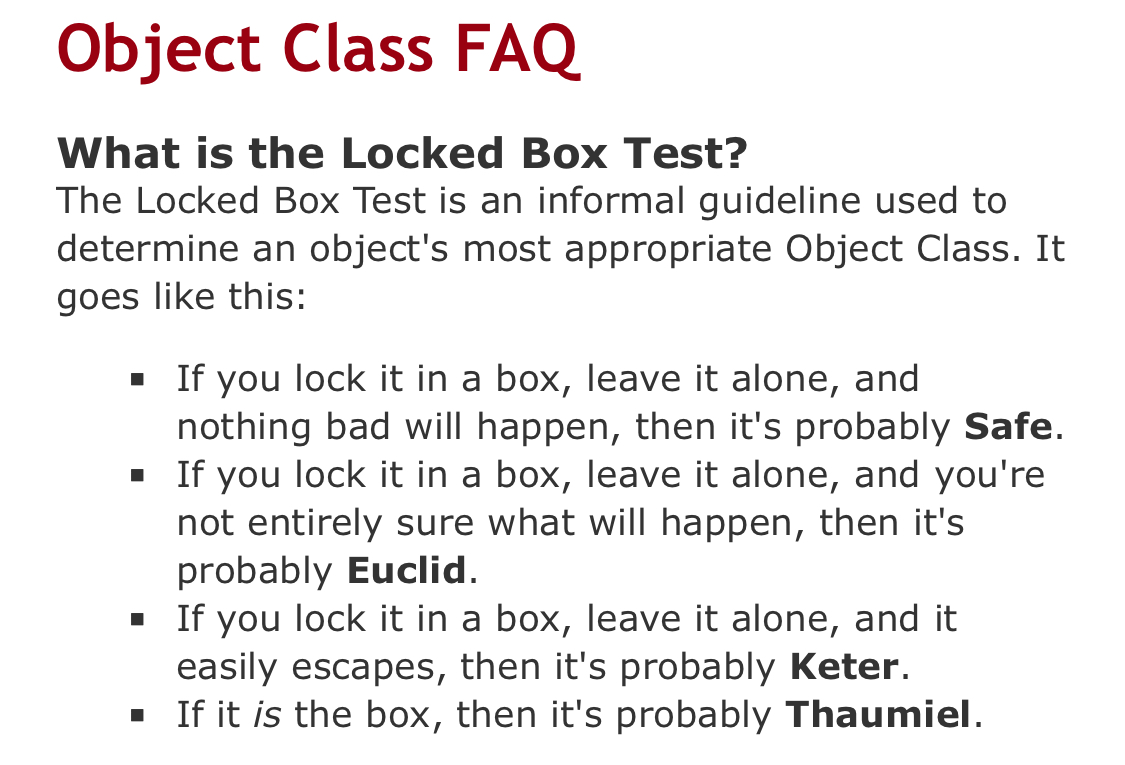 Object Class FAQ
What is the Locked Box Test?
The Locked Box Test is an informal guideline used to
determine an object's most appropriate Object Class. It
goes like this:
▪ If you lock it in a box, leave it alone, and
nothing bad will happen, then it's probably Safe.
▪ If you lock it in a box, leave it alone, and you're
not entirely sure what will happen, then it's
probably Euclid.
▪ If you lock it in a box, leave it alone, and it
easily escapes, then it's probably Keter.
▪ If it is the box, then it's probably Thaumiel.